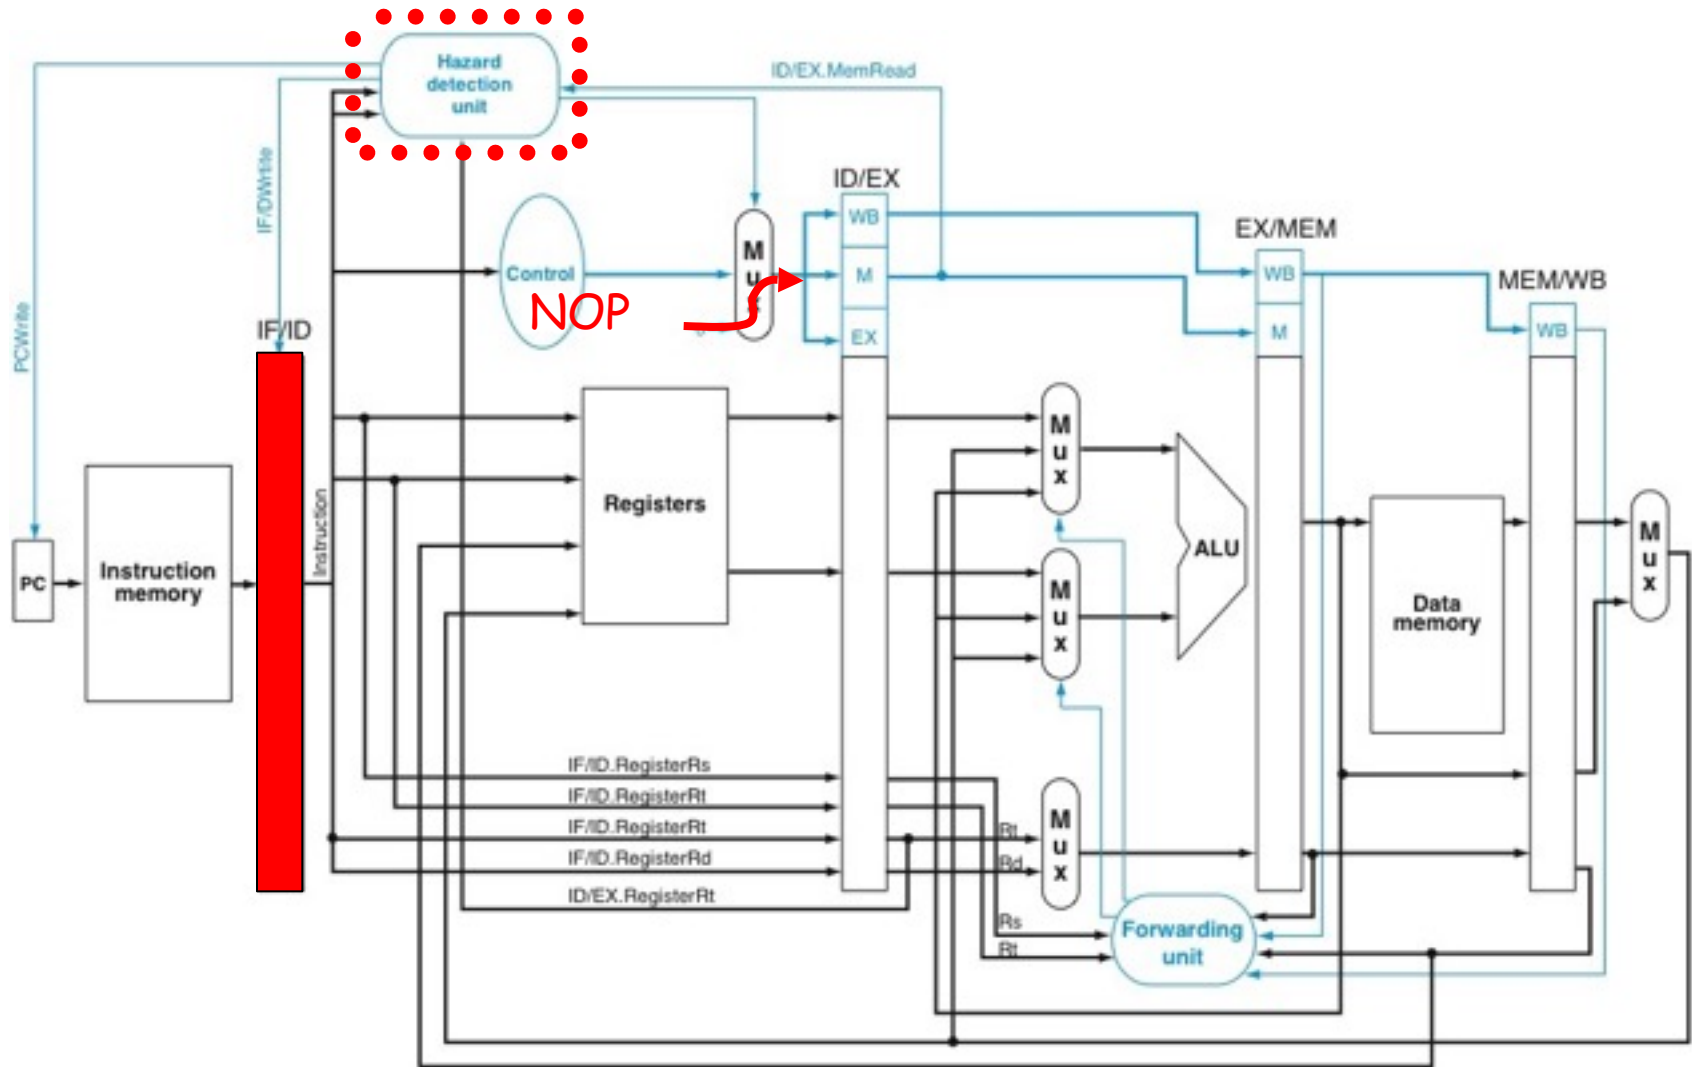 Hazard
detection
unit
ID/EX.MemRead
IF/DWrtite
PCWrite
ID/EX
WB
M
EX
EX/MEM
WB
M
MEM/WB
WB
Control
NOP
M
u
x
IF/ID
Instruction
PC
Instruction
memory
Registers
M
u
x
M
u
x
ALU
Data
memory
M
u
x
IF/ID.RegisterRs
IF/ID.RegisterRt
IF/ID.RegisterRt
IF/ID.RegisterRd
ID/EX.RegisterRt
Rt
Rd
M
u
x
Rs
Rt
Forwarding
unit